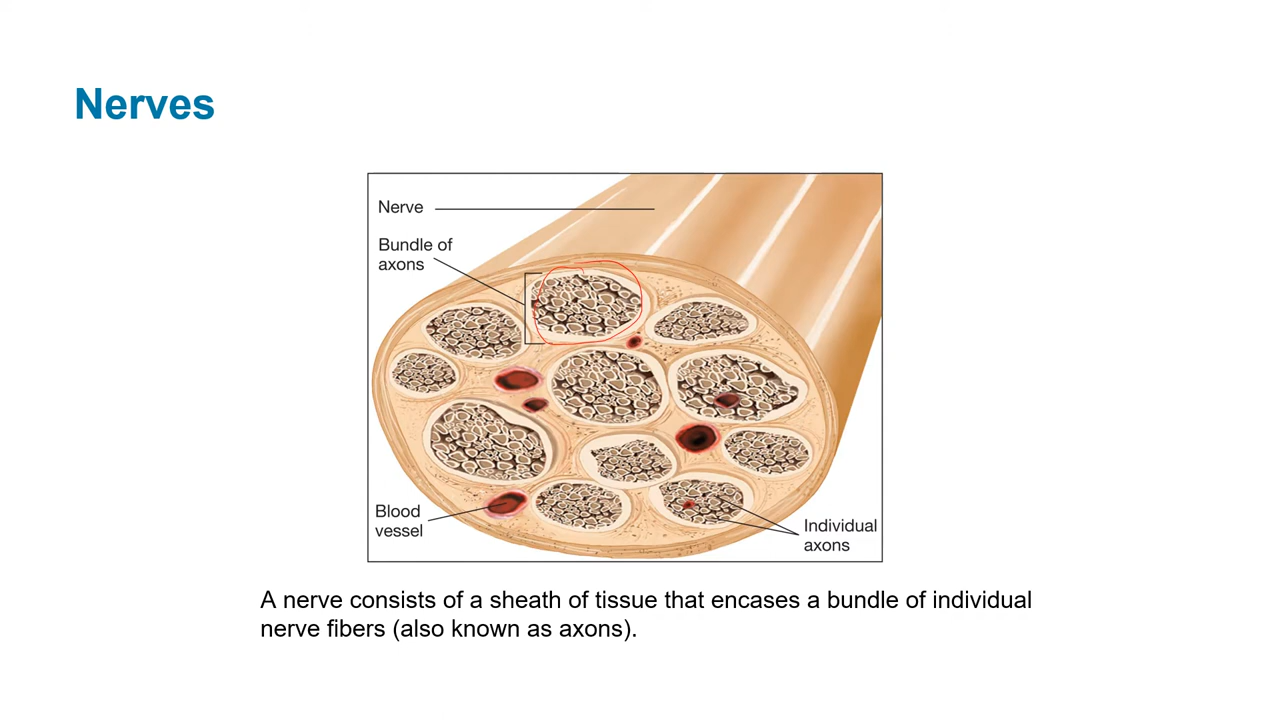 Nerves
Nerve
Bundle of
axons
Blood
vessel
Individual
axons
A nerve consists of a sheath of tissue that encases a bundle of individual
nerve fibers (also known as axons).